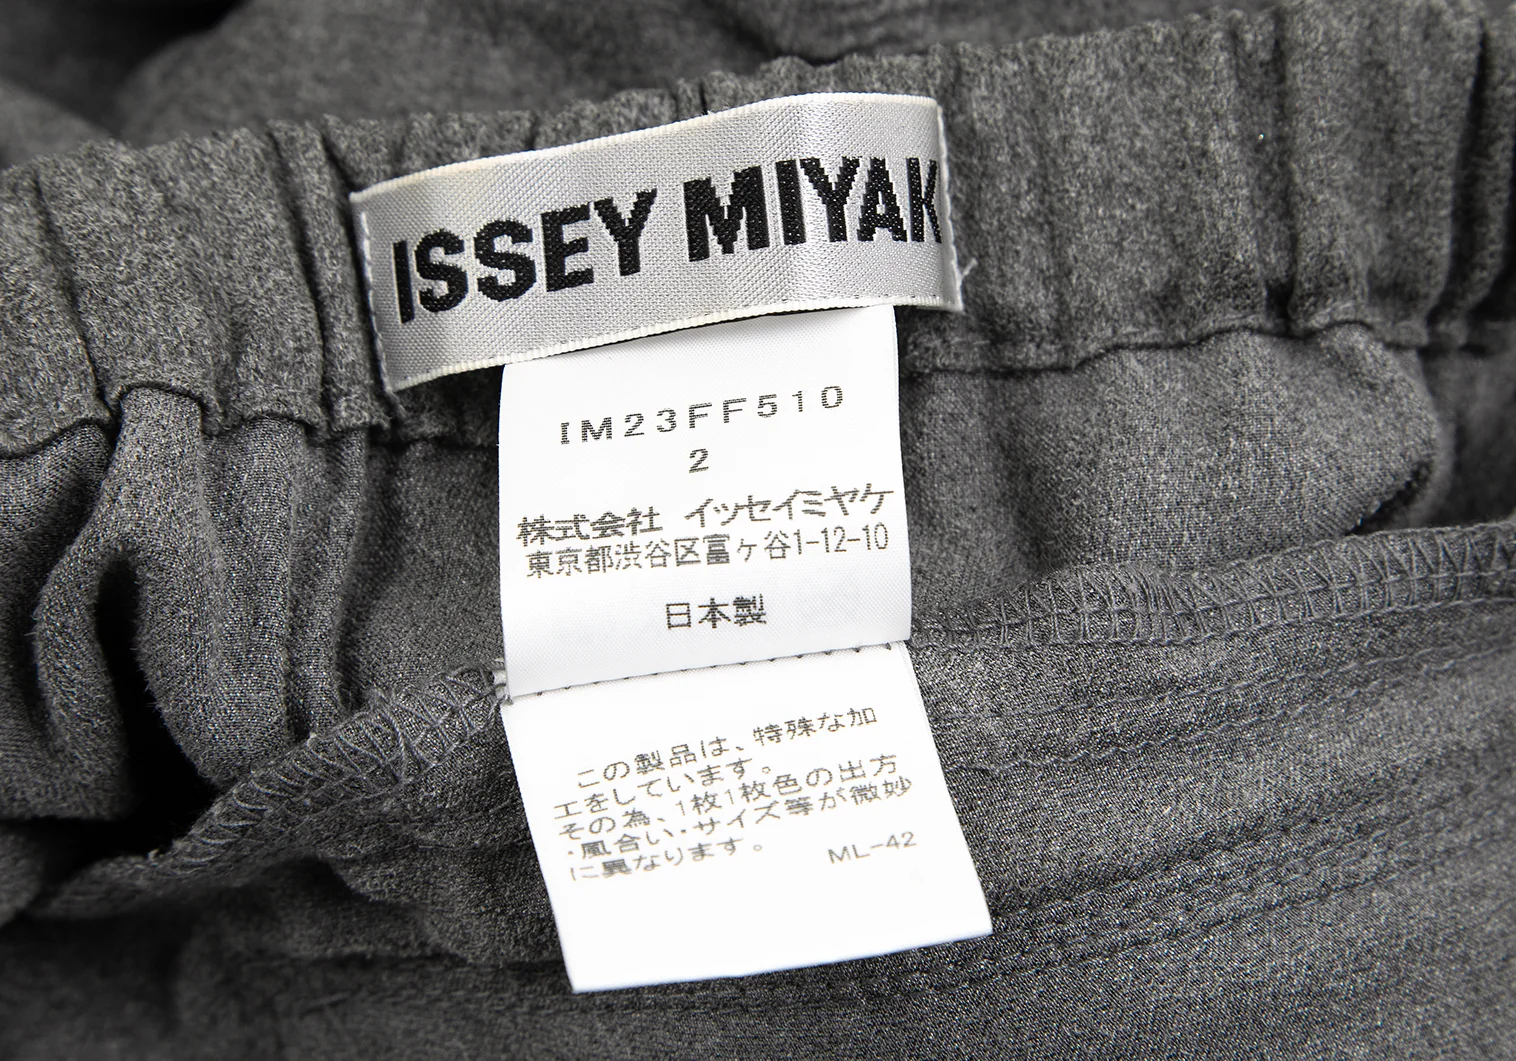 ISSEY MIYAK
IM23FF510
2
株式会社 イッセイミヤケ
東京都渋谷区富ヶ谷1-12-10
日本製
この製品は、特殊な加
工をしています。
その為、1枚1枚色の出方
・風合い・サイズ等が微妙
に異なります。
ML-42